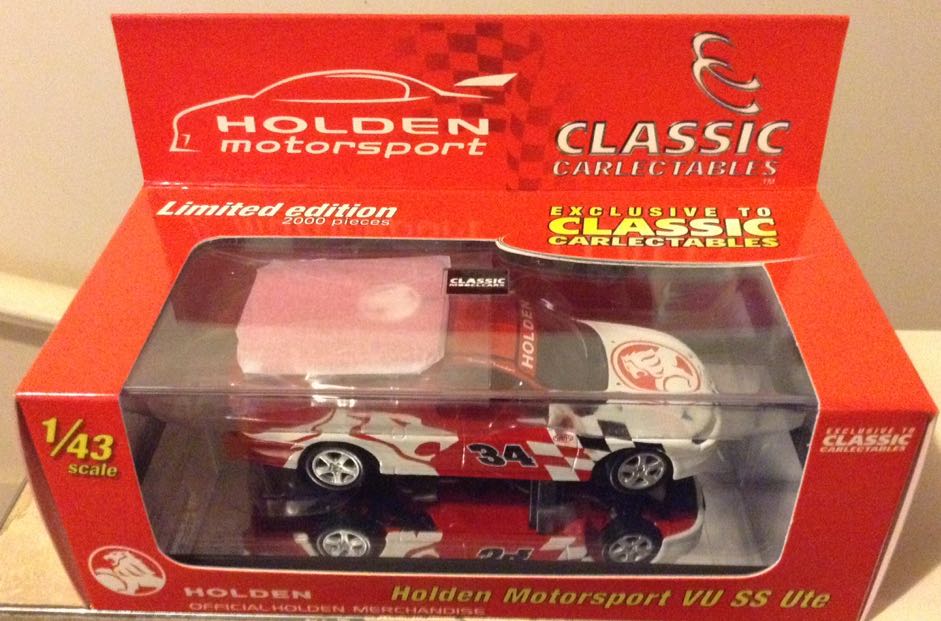 HOLDEN
motorsport
CLASSIC
CARLECTABLES
TM
Limited edition
2000 pieces
EXCLUSIVE TO
CLASSIC
CARLECTABLES
CLASSIC
MODELCARS
HOLDEN
34
1/43
scale
EXCLUSIVE TO
CLASSIC
CARLECTABLES
HOLDEN
OFFICIAL HOLDEN MERCHANDISE
Holden Motorsport VU SS Ute